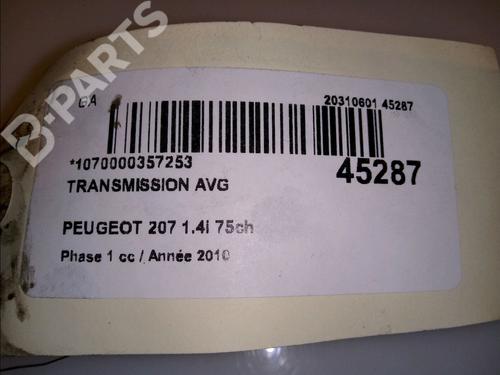 B-PARTS
GA
20310601 45287
*1070000357253
45287
TRANSMISSION AVG
PEUGEOT 207 1.4i 75ch
Phase 1 cc / Année 2010